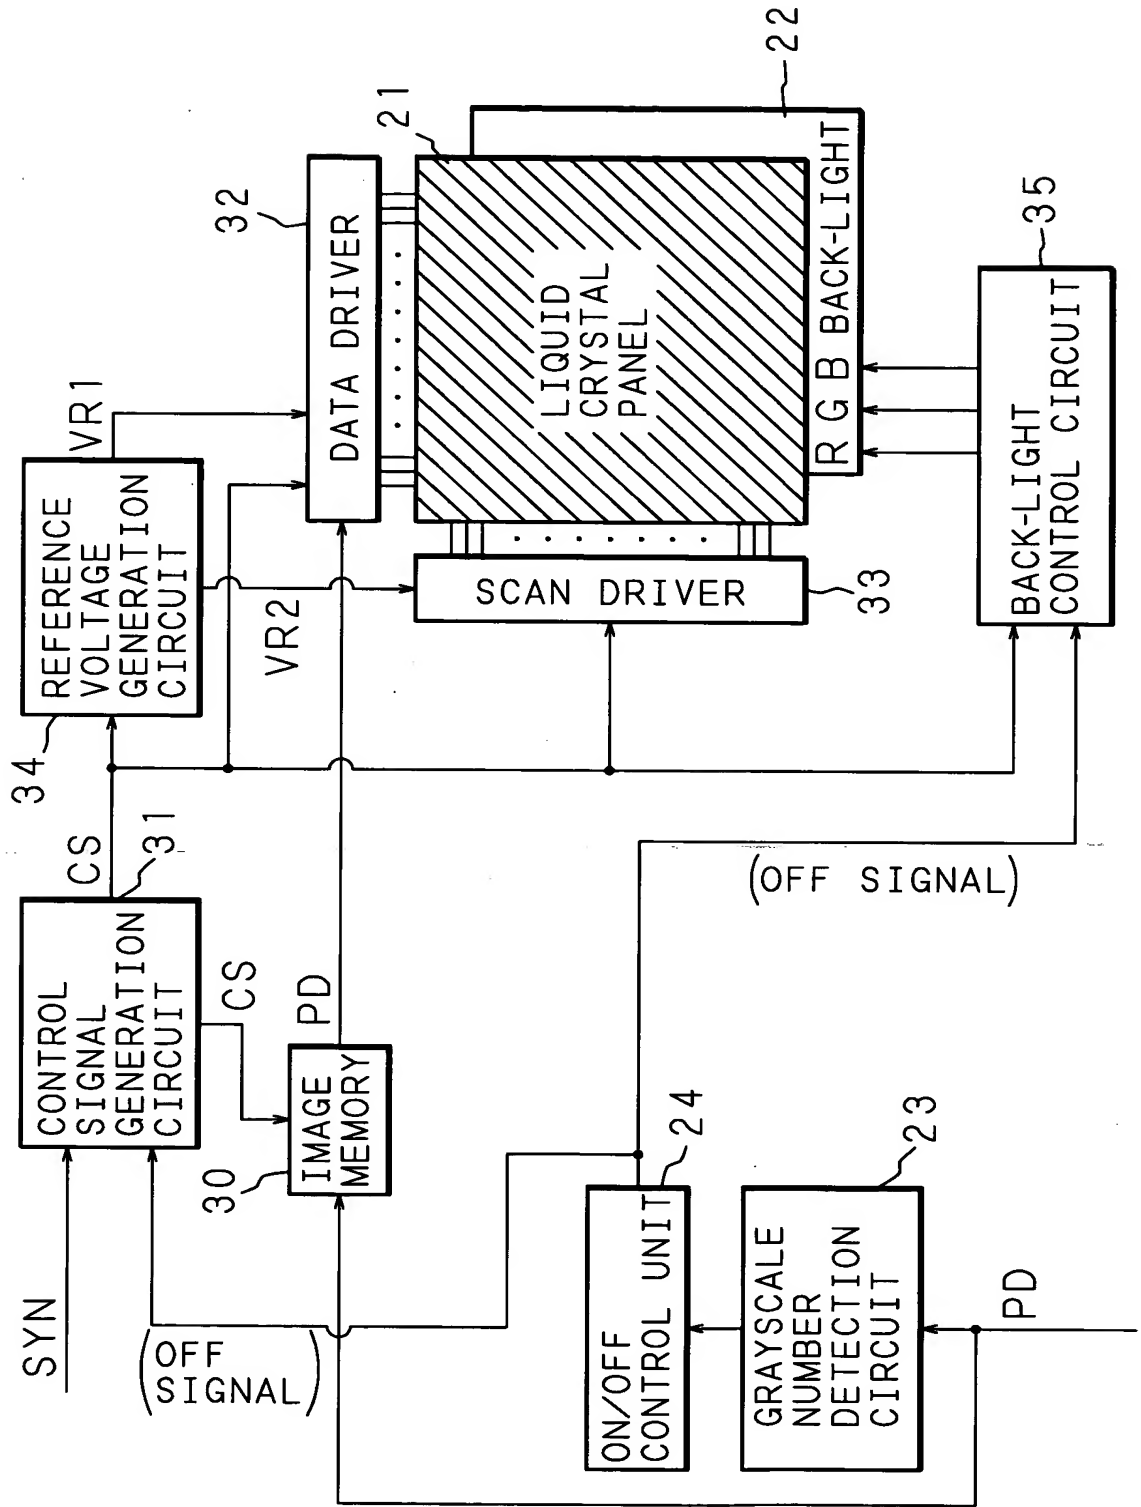 SYN
CONTROL
SIGNAL
GENERATION
CIRCUIT
31
CS
CS
34
REFERENCE
VOLTAGE
GENERATION
CIRCUIT
VR1
VR2
(OFF
SIGNAL)
30
IMAGE
MEMORY
PD
32
DATA DRIVER
21
LIQUID
CRYSTAL
PANEL
22
R G B BACK-LIGHT
SCAN DRIVER
33
ON/OFF
CONTROL UNIT
24
(OFF SIGNAL)
GRAYSCALE
NUMBER
DETECTION
CIRCUIT
23
PD
BACK-LIGHT
CONTROL CIRCUIT
35